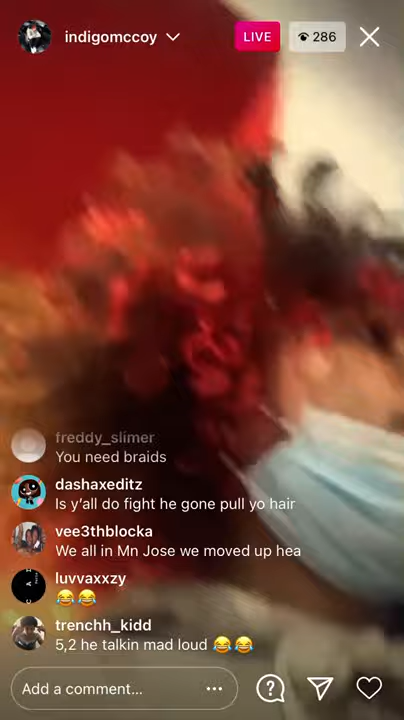 indigomccoy
LIVE
286
freddy_slimer
You need braids
dashaxeditz
Is y'all do fight he gone pull yo hair
vee3thblocka
We all in Mn Jose we moved up hea
luvvaxxzy
😂😂
trenchh_kidd
5,2 he talkin mad loud 😂😂
Add a comment...